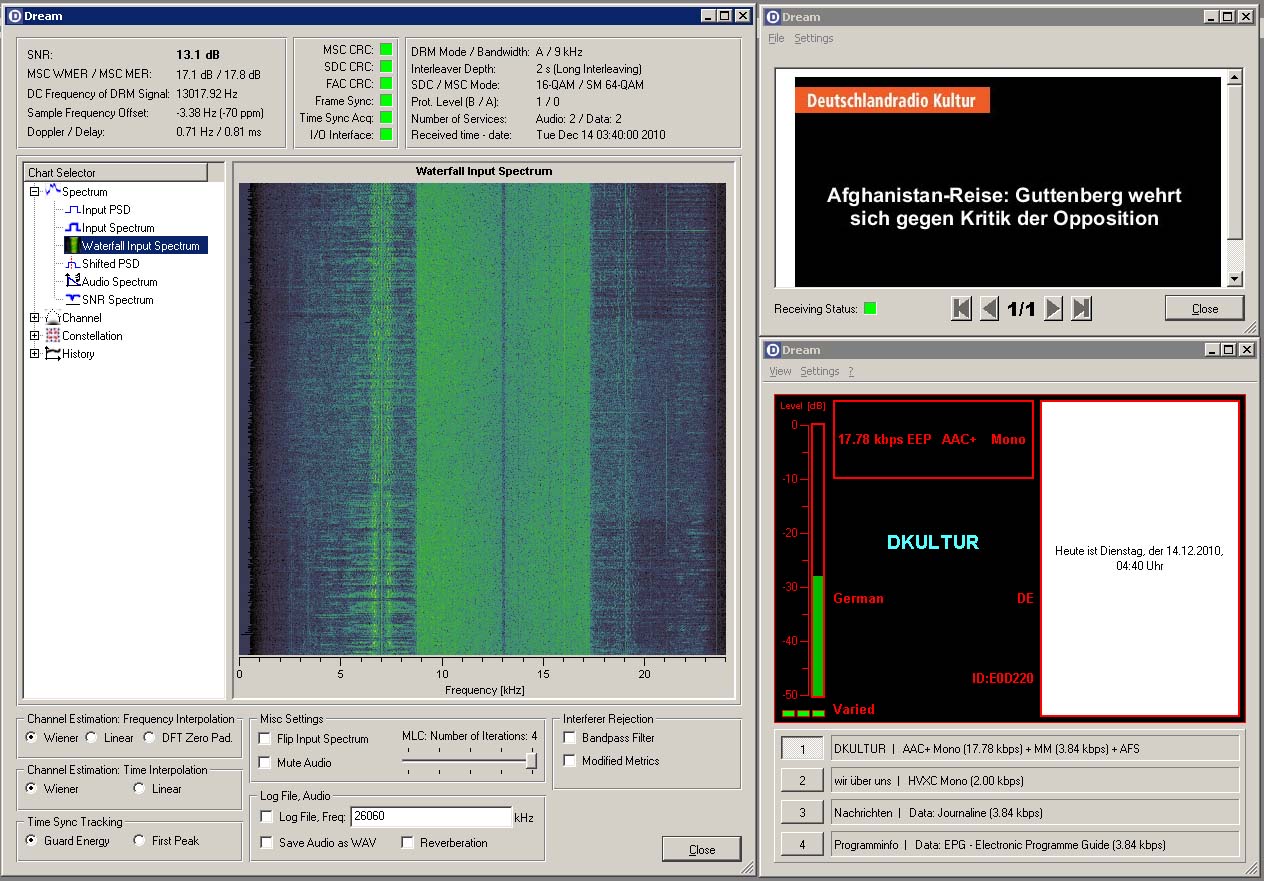 Dream
SNR: 13.1 dB
MSC WMER / MSC MER: 17.1 dB / 17.8 dB
DC Frequency of DRM Signal: 13017.92 Hz
Sample Frequency Offset: -3.38 Hz (-70 ppm)
Doppler / Delay: 0.71 Hz / 0.81 ms
MSC CRC:
SDC CRC:
FAC CRC:
Frame Sync:
Time Sync Acq:
I/O Interface:
DRM Mode / Bandwidth: A / 9 kHz
Interleaver Depth: 2 s (Long Interleaving)
SDC / MSC Mode: 16-QAM / SM 64-QAM
Prot. Level (B / A): 1 / 0
Number of Services: Audio: 2 / Data: 2
Received time - date: Tue Dec 14 03:40:00 2010
Chart Selector
Spectrum
Input PSD
Input Spectrum
Waterfall Input Spectrum
Shifted PSD
Audio Spectrum
SNR Spectrum
Channel
Constellation
History
Waterfall Input Spectrum
0 5 10 15 20
Frequency [kHz]
Channel Estimation: Frequency Interpolation
Wiener Linear DFT Zero Pad.
Channel Estimation: Time Interpolation
Wiener Linear
Time Sync Tracking
Guard Energy First Peak
Misc Settings
Flip Input Spectrum
Mute Audio
MLC: Number of Iterations: 4
Log File, Audio
Log File, Freq: 26060 kHz
Save Audio as WAV Reverberation
Interferer Rejection
Bandpass Filter
Modified Metrics
Close
Dream
File Settings
Deutschlandradio Kultur
Afghanistan-Reise: Guttenberg wehrt
sich gegen Kritik der Opposition
Receiving Status: 1/1 Close
Dream
View Settings ?
Level [dB]
0
-10
-20
-30
-40
-50
17.78 kbps EEP AAC+ Mono
DKULTUR
German DE
ID:E0D220
Varied
Heute ist Dienstag, der 14.12.2010,
04:40 Uhr
1 DKULTUR | AAC+ Mono (17.78 kbps) + MM (3.84 kbps) + AFS
2 wir über uns | HVXC Mono (2.00 kbps)
3 Nachrichten | Data: Journaline (3.84 kbps)
4 Programminfo | Data: EPG - Electronic Programme Guide (3.84 kbps)